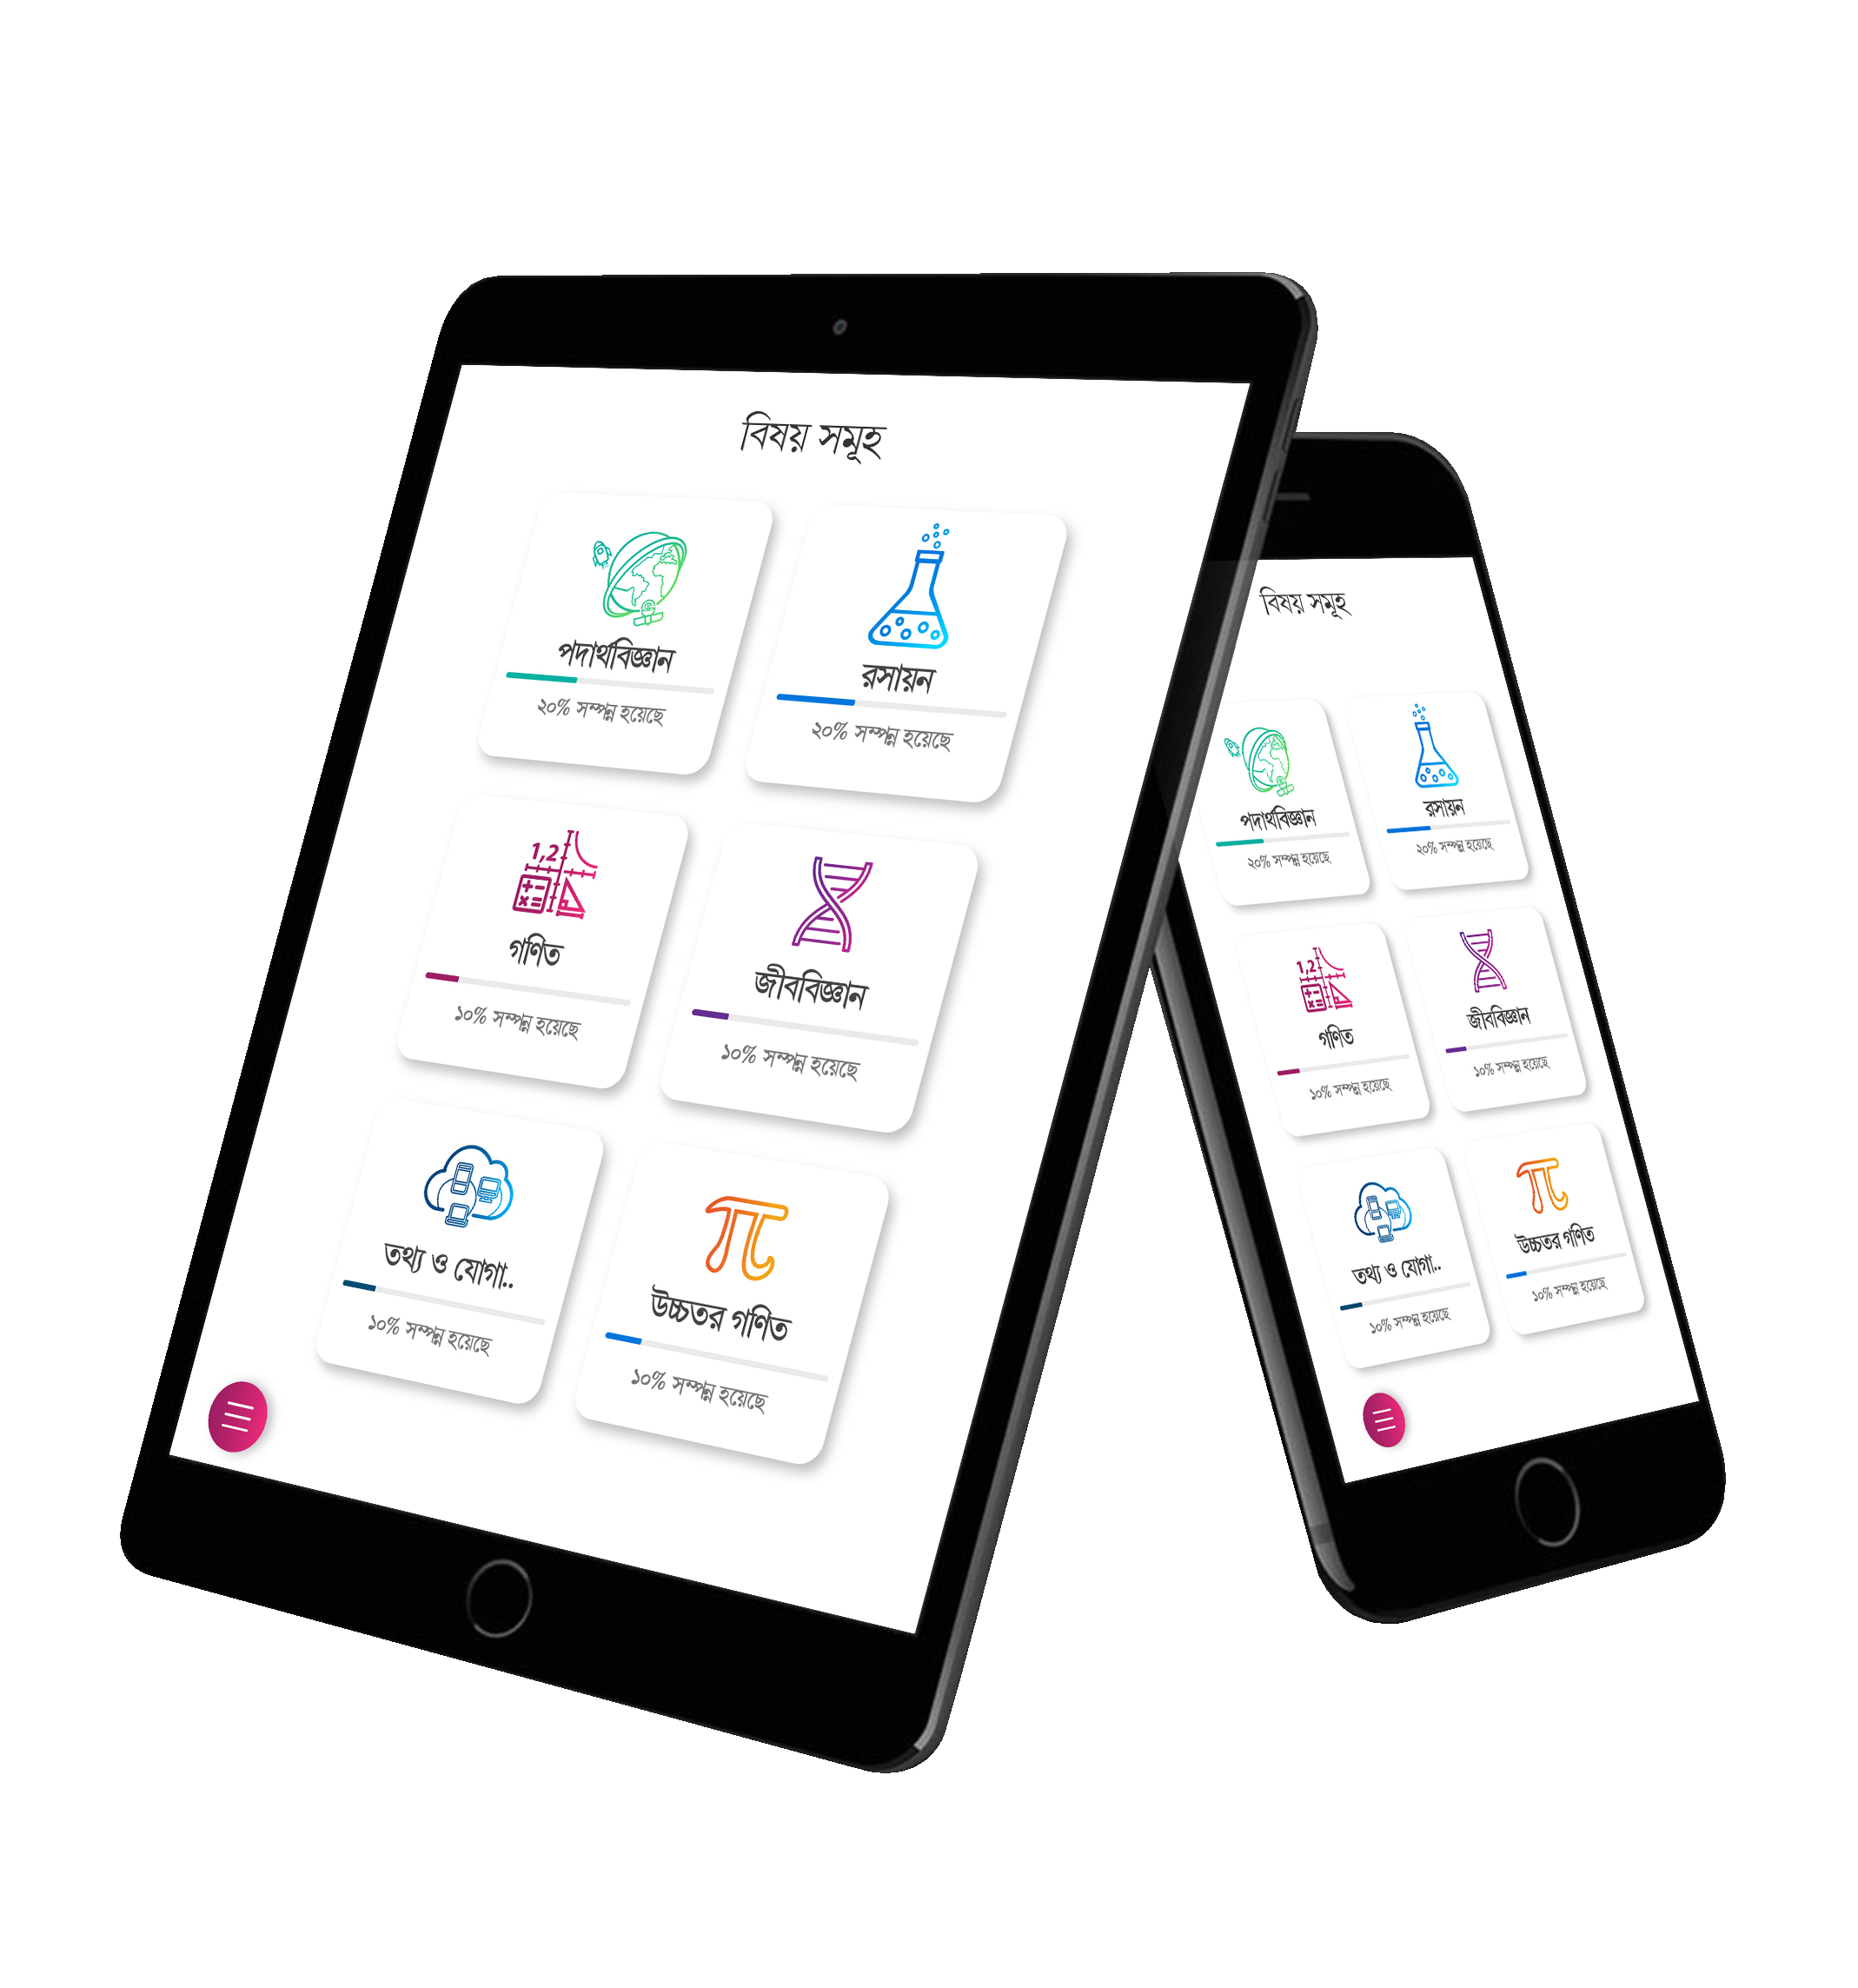 বিষয় সমূহ
পদার্থবিজ্ঞান
২০% সম্পন্ন হয়েছে
রসায়ন
২০% সম্পন্ন হয়েছে
1,2
গণিত
১০% সম্পন্ন হয়েছে
জীববিজ্ঞান
১০% সম্পন্ন হয়েছে
তথ্য ও যোগা..
১০% সম্পন্ন হয়েছে
উচ্চতর গণিত
১০% সম্পন্ন হয়েছে
বিষয় সমূহ
পদার্থবিজ্ঞান
২০% সম্পন্ন হয়েছে
রসায়ন
২০% সম্পন্ন হয়েছে
1,2
গণিত
১০% সম্পন্ন হয়েছে
জীববিজ্ঞান
১০% সম্পন্ন হয়েছে
তথ্য ও যোগা..
১০% সম্পন্ন হয়েছে
উচ্চতর গণিত
১০% সম্পন্ন হয়েছে